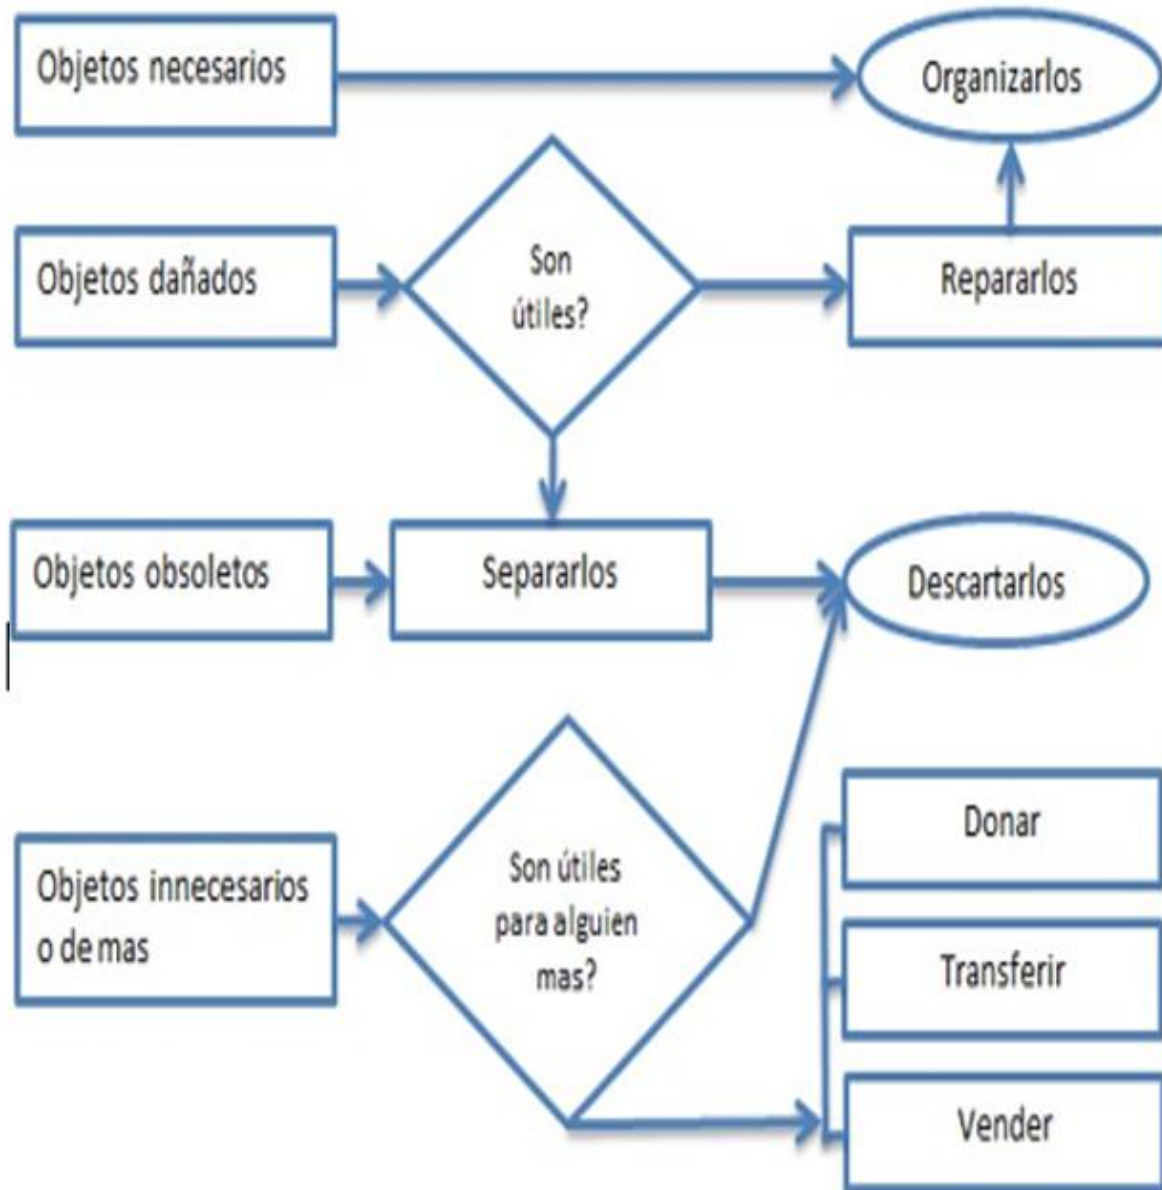 Objetos necesarios
Organizarlos
Objetos dañados
Son
útiles?
Repararlos
Objetos obsoletos
Separarlos
Descartarlos
Objetos innecesarios
o de mas
Son útiles
para alguien
mas?
Donar
Transferir
Vender